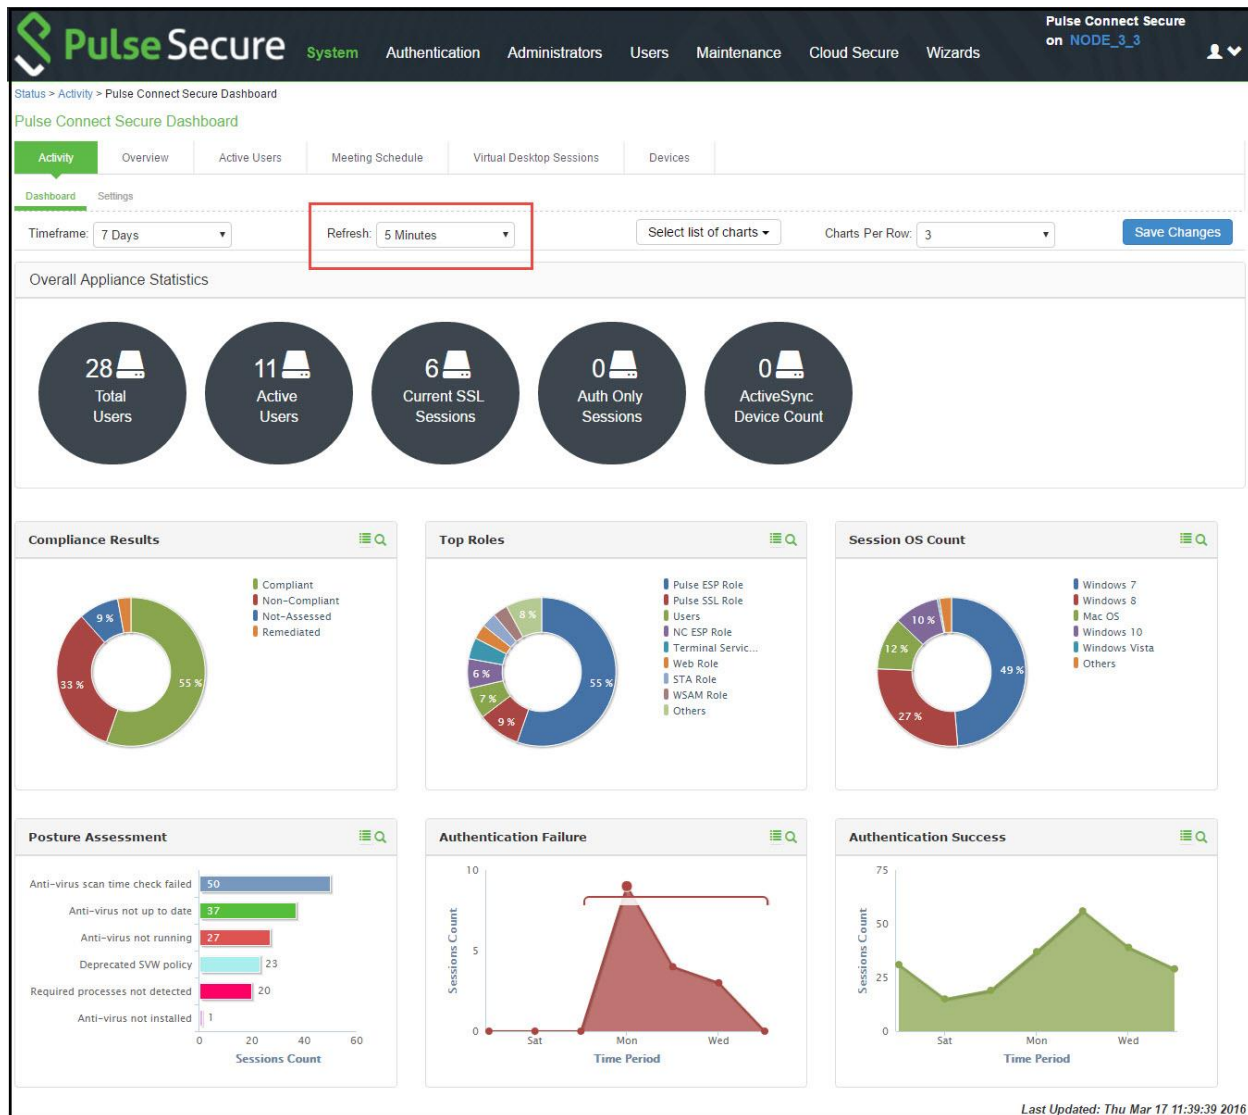 Pulse Secure
System Authentication Administrators Users Maintenance Cloud Secure Wizards
Pulse Connect Secure
on NODE_3_3
Status > Activity > Pulse Connect Secure Dashboard
Pulse Connect Secure Dashboard
Activity Overview Active Users Meeting Schedule Virtual Desktop Sessions Devices
Dashboard Settings
Timeframe: 7 Days Refresh: 5 Minutes Select list of charts Charts Per Row: 3 Save Changes
Overall Appliance Statistics
28
Total
Users
11
Active
Users
6
Current SSL
Sessions
0
Auth Only
Sessions
0
ActiveSync
Device Count
Compliance Results
9 %
33 %
55 %
Compliant
Non-Compliant
Not-Assessed
Remediated
Top Roles
8 %
6 %
7 %
9 %
55 %
Pulse ESP Role
Pulse SSL Role
Users
NC ESP Role
Terminal Servic...
Web Role
STA Role
WSAM Role
Others
Session OS Count
10 %
12 %
27 %
49 %
Windows 7
Windows 8
Mac OS
Windows 10
Windows Vista
Others
Posture Assessment
Anti-virus scan time check failed 50
Anti-virus not up to date 37
Anti-virus not running 27
Deprecated SVW policy 23
Required processes not detected 20
Anti-virus not installed 1
0 20 40 60
Sessions Count
Authentication Failure
10
5
0
Sessions Count
Sat Mon Wed
Time Period
Authentication Success
75
50
25
0
Sessions Count
Sat Mon Wed
Time Period
Last Updated: Thu Mar 17 11:39:39 2016